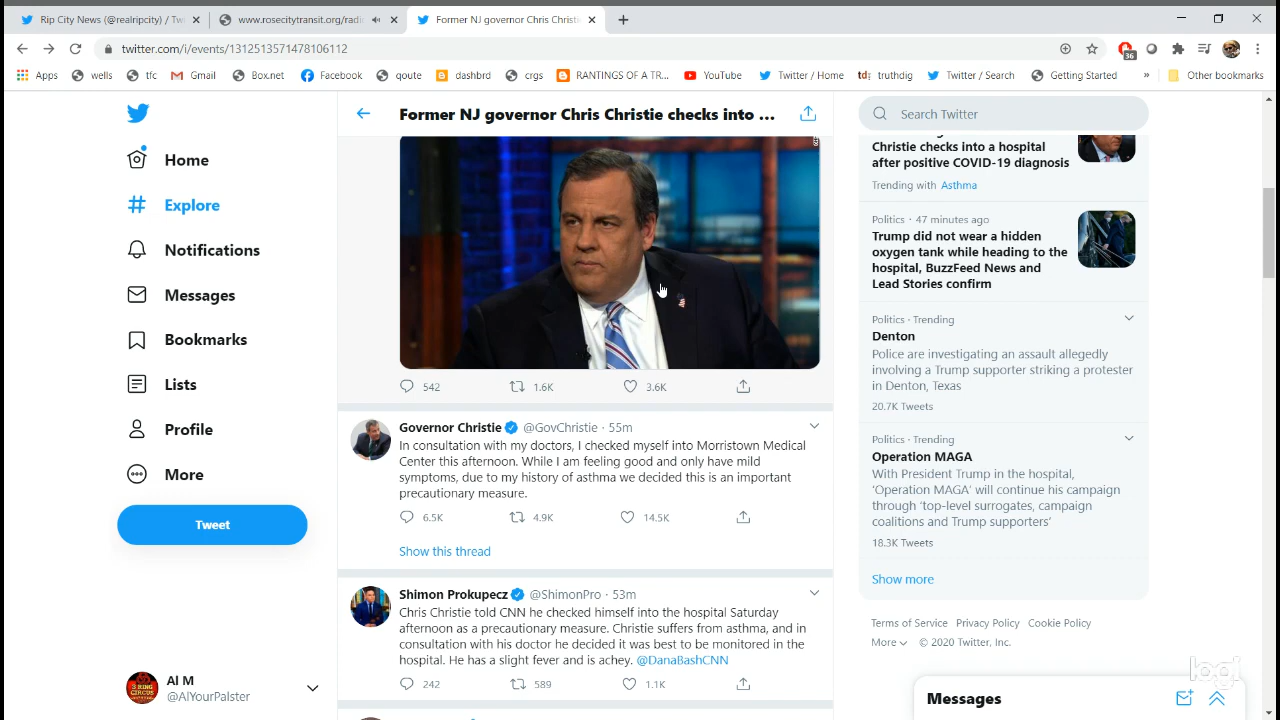 Rip City News (@realripcity) / Twi
www.rosecitytransit.org/radi
Former NJ governor Chris Christi
twitter.com/i/events/1312513571478106112
36
Apps
wells
tfc
Gmail
Box.net
Facebook
qoute
dashbrd
crgs
RANTINGS OF A TR...
YouTube
Twitter / Home
td:
truthdig
Twitter / Search
Getting Started
»
Other bookmarks
Home
Explore
Notifications
Messages
Bookmarks
Lists
Profile
More
Tweet
Al M
@AlYourPalster
Former NJ governor Chris Christie checks into ...
542
1.6K
3.6K
Governor Christie @GovChristie · 55m
In consultation with my doctors, I checked myself into Morristown Medical
Center this afternoon. While I am feeling good and only have mild
symptoms, due to my history of asthma we decided this is an important
precautionary measure.
6.5K
4.9K
14.5K
Show this thread
Shimon Prokupecz @ShimonPro · 53m
Chris Christie told CNN he checked himself into the hospital Saturday
afternoon as a precautionary measure. Christie suffers from asthma, and in
consultation with his doctor he decided it was best to be monitored in the
hospital. He has a slight fever and is achey. @DanaBashCNN
242
589
1.1K
Search Twitter
Christie checks into a hospital
after positive COVID-19 diagnosis
Trending with Asthma
Politics · 47 minutes ago
Trump did not wear a hidden
oxygen tank while heading to the
hospital, BuzzFeed News and
Lead Stories confirm
Politics · Trending
Denton
Police are investigating an assault allegedly
involving a Trump supporter striking a protester
in Denton, Texas
20.7K Tweets
Politics · Trending
Operation MAGA
With President Trump in the hospital,
'Operation MAGA' will continue his campaign
through 'top-level surrogates, campaign
coalitions and Trump supporters'
18.3K Tweets
Show more
Terms of Service Privacy Policy Cookie Policy
More © 2020 Twitter, Inc.
logi
Messages